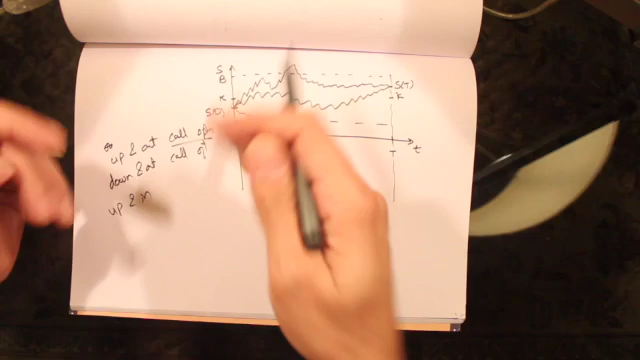 S
B
K
S(T)
K
S(0)
t
T
up & out call op
down & out call op
up & in